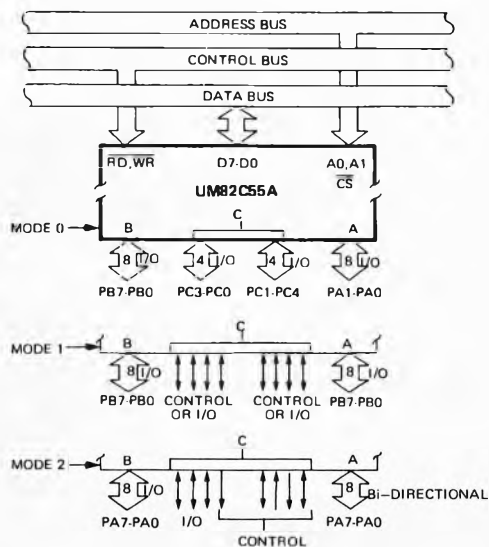 ADDRESS BUS
CONTROL BUS
DATA BUS
RD, WR D7-D0 A0, A1
CS
UM82C55A
C
MODE 0 B A
8 I/O 4 I/O 4 I/O 8 I/O
PB7-PB0 PC3-PC0 PC1-PC4 PA1-PA0
C
MODE 1 B A
8 I/O CONTROL OR I/O CONTROL OR I/O 8 I/O
PB7-PB0 PB7-PB0
C
MODE 2 B A
8 I/O I/O 8 Bi-DIRECTIONAL
PA7-PA0 CONTROL PA7-PA0